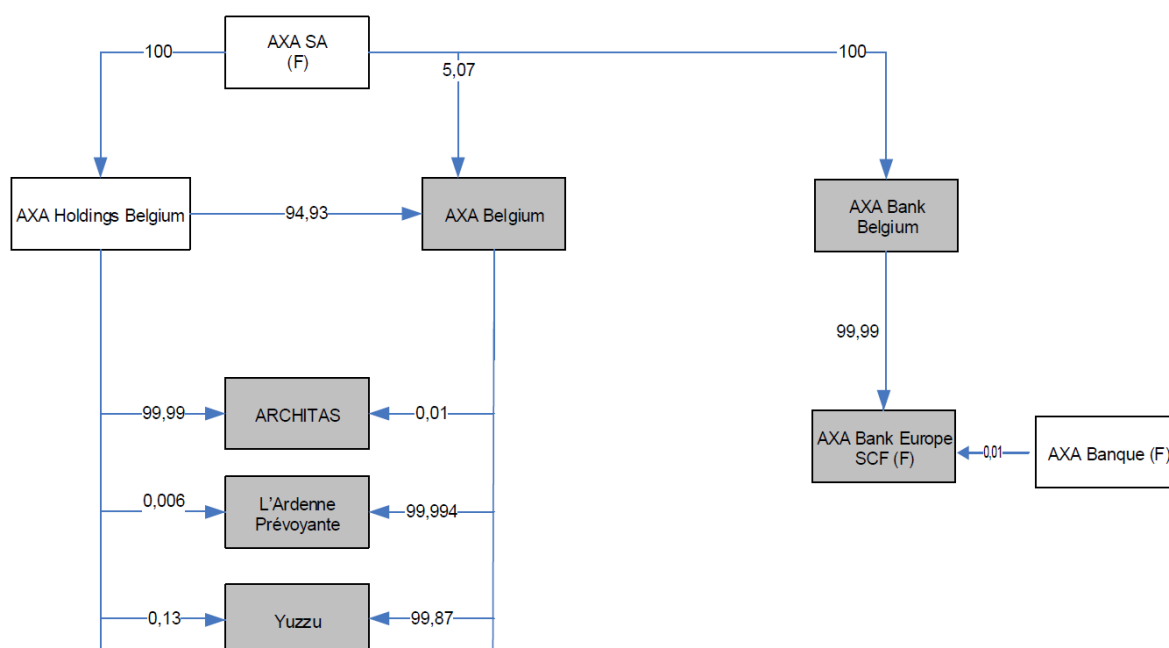 AXA SA
(F)
100
5,07
100
AXA Holdings Belgium
94,93
AXA Belgium
AXA Bank
Belgium
99,99
99,99
ARCHITAS
0,01
AXA Bank Europe
SCF (F)
0,01
AXA Banque (F)
0,006
L'Ardenne
Prévoyante
99,994
0,13
Yuzzu
99,87